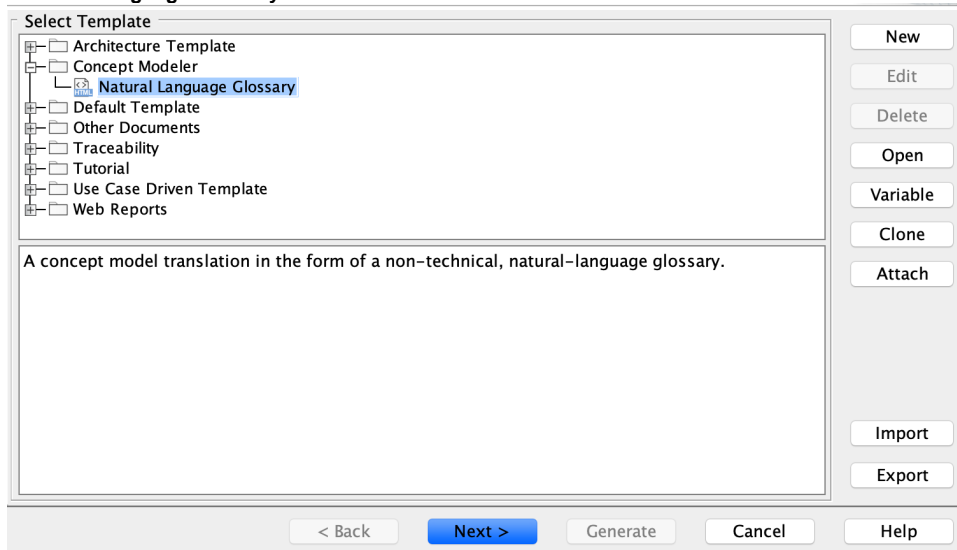 Select Template
Architecture Template
Concept Modeler
HTML
Natural Language Glossary
Default Template
Other Documents
Traceability
Tutorial
Use Case Driven Template
Web Reports
A concept model translation in the form of a non-technical, natural-language glossary.
New
Edit
Delete
Open
Variable
Clone
Attach
Import
Export
< Back
Next >
Generate
Cancel
Help